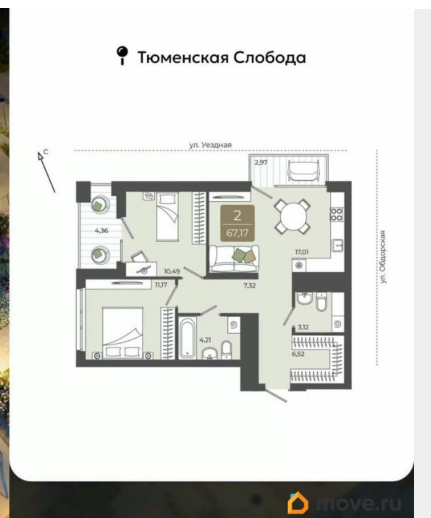 Тюменская Слобода
ул. Уездная
С
2,97
ул. Обдорская
4,36
2
67,17
17,01
10,49
11,17
7,32
4,21
3,12
6,52
move.ru